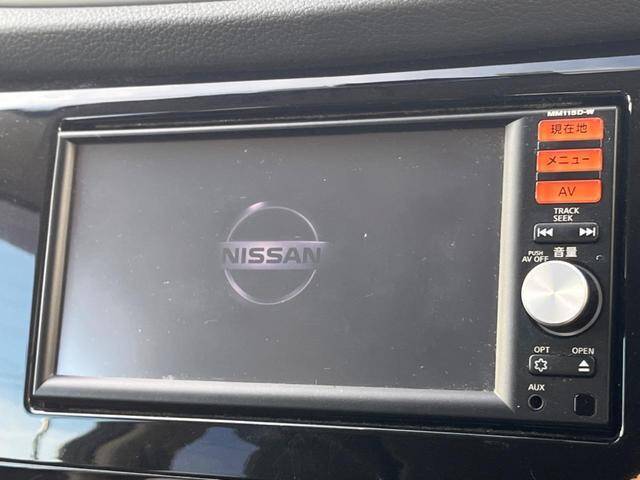 MM115D-W
現在地
メニュー
AV
TRACK
SEEK
音量
PUSH
AV OFF
NISSAN
OPT OPEN
AUX